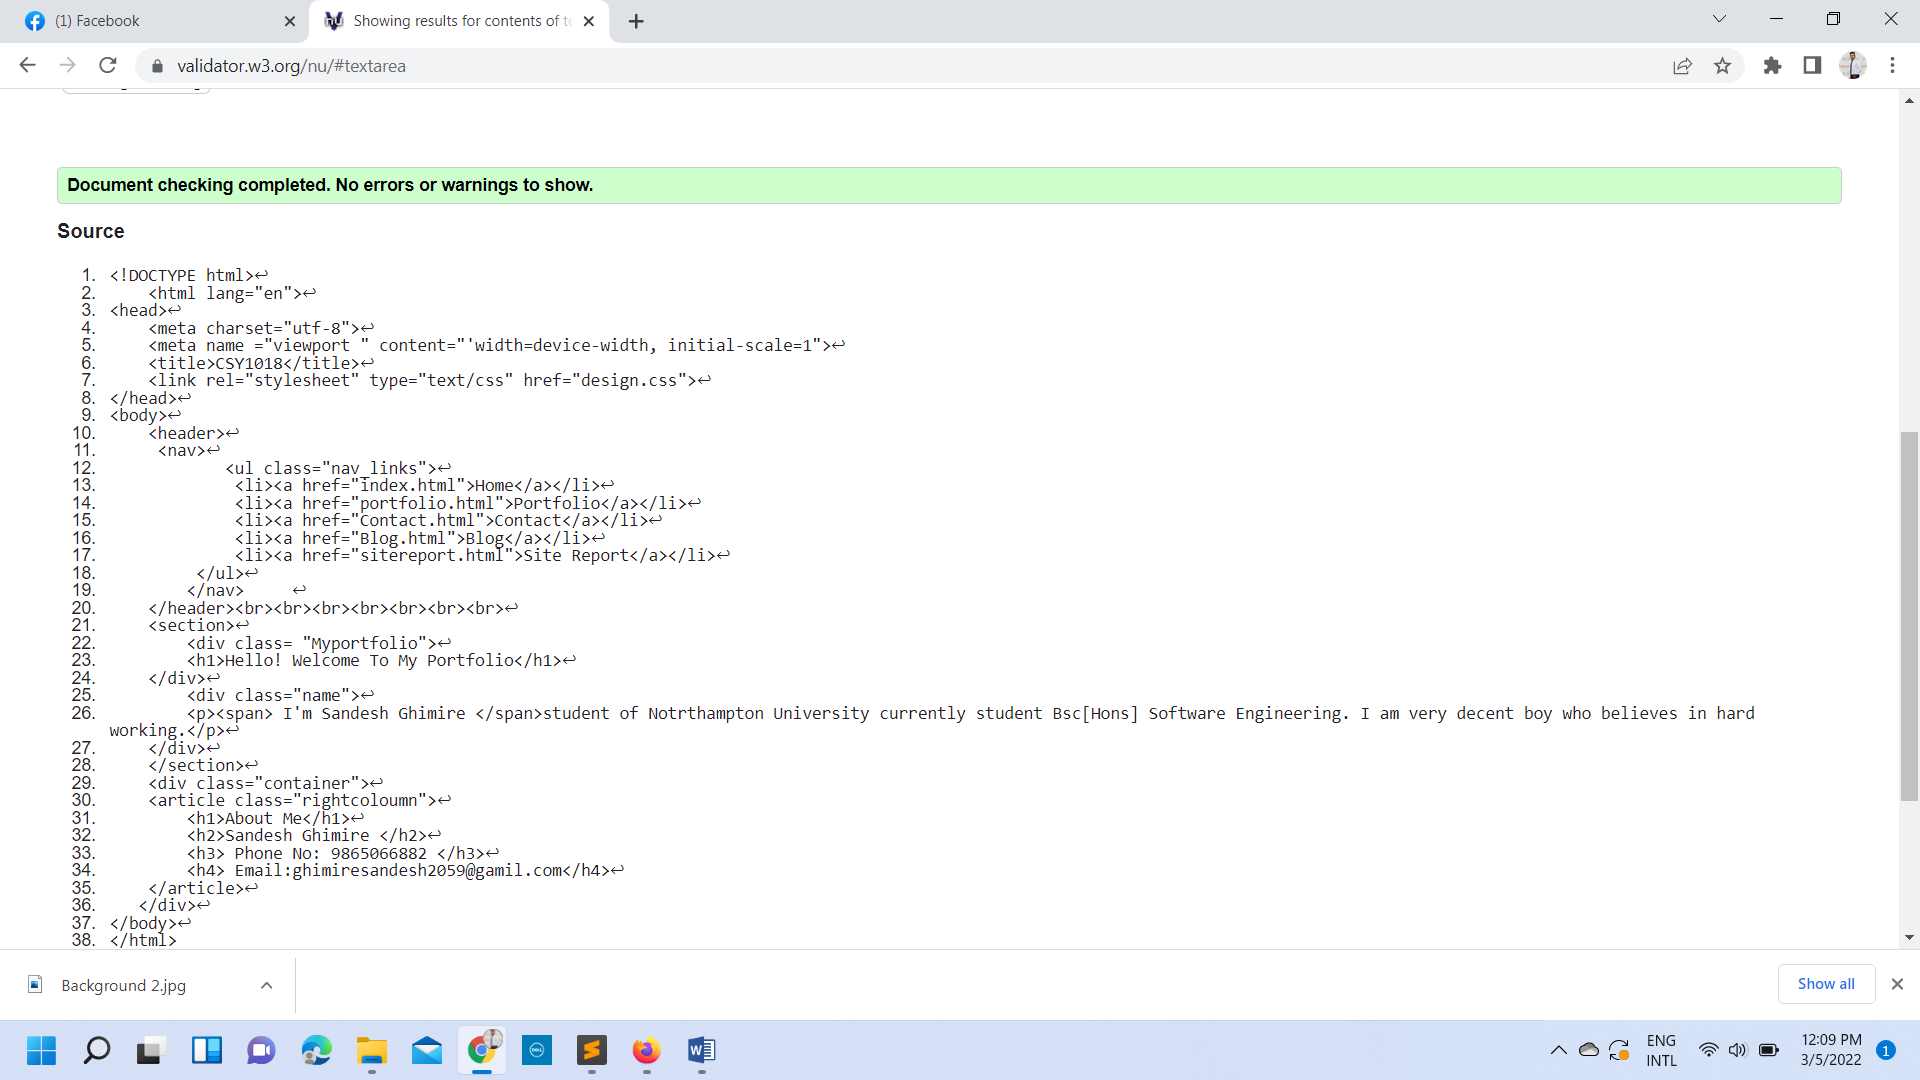 (1) Facebook
Showing results for contents of te
validator.w3.org/nu/#textarea
Document checking completed. No errors or warnings to show.
Source
1. <!DOCTYPE html>↩
2.     <html lang="en">↩
3. <head>↩
4.     <meta charset="utf-8">↩
5.     <meta name ="viewport " content="'width=device-width, initial-scale=1">↩
6.     <title>CSY1018</title>↩
7.     <link rel="stylesheet" type="text/css" href="design.css">↩
8. </head>↩
9. <body>↩
10.     <header>↩
11.      <nav>↩
12.             <ul class="nav_links">↩
13.              <li><a href="Index.html">Home</a></li>↩
14.              <li><a href="portfolio.html">Portfolio</a></li>↩
15.              <li><a href="Contact.html">Contact</a></li>↩
16.              <li><a href="Blog.html">Blog</a></li>↩
17.              <li><a href="sitereport.html">Site Report</a></li>↩
18.          </ul>↩
19.         </nav>     ↩
20.     </header><br><br><br><br><br><br><br>↩
21.     <section>↩
22.         <div class= "Myportfolio">↩
23.         <h1>Hello! Welcome To My Portfolio</h1>↩
24.     </div>↩
25.         <div class="name">↩
26.         <p><span> I'm Sandesh Ghimire </span>student of Notrthampton University currently student Bsc[Hons] Software Engineering. I am very decent boy who believes in hard
working.</p>↩
27.     </div>↩
28.     </section>↩
29.     <div class="container">↩
30.     <article class="rightcoloumn">↩
31.         <h1>About Me</h1>↩
32.         <h2>Sandesh Ghimire </h2>↩
33.         <h3> Phone No: 9865066882 </h3>↩
34.         <h4> Email:ghimiresandesh2059@gamil.com</h4>↩
35.     </article>↩
36.    </div>↩
37. </body>↩
38. </html>
Background 2.jpg
Show all
ENG
INTL
12:09 PM
3/5/2022
1